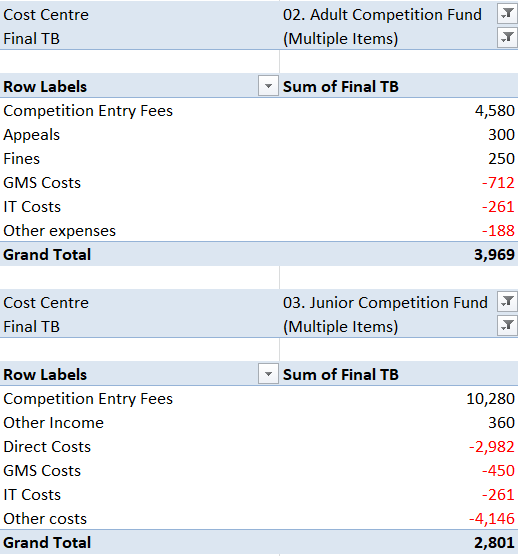 Cost Centre 02. Adult Competition Fund
Final TB (Multiple Items)
Row Labels Sum of Final TB
Competition Entry Fees 4,580
Appeals 300
Fines 250
GMS Costs -712
IT Costs -261
Other expenses -188
Grand Total 3,969
Cost Centre 03. Junior Competition Fund
Final TB (Multiple Items)
Row Labels Sum of Final TB
Competition Entry Fees 10,280
Other Income 360
Direct Costs -2,982
GMS Costs -450
IT Costs -261
Other costs -4,146
Grand Total 2,801